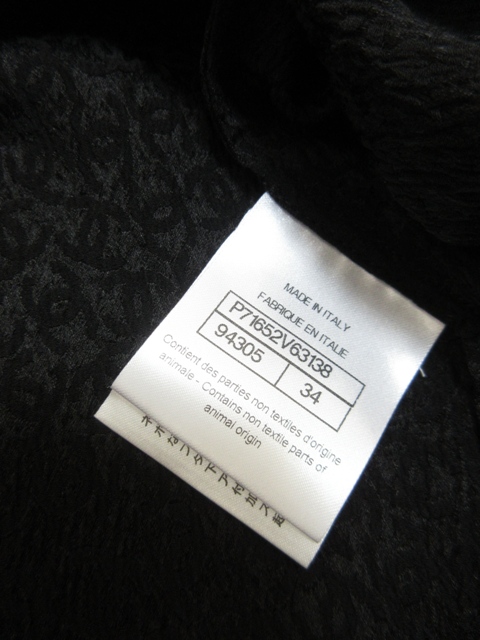 MADE IN ITALY
FABRIQUE EN ITALIE
P71652V63138
94305 34
Contient des parties non textiles d'origine
animale - Contains non textile parts of
animal origin